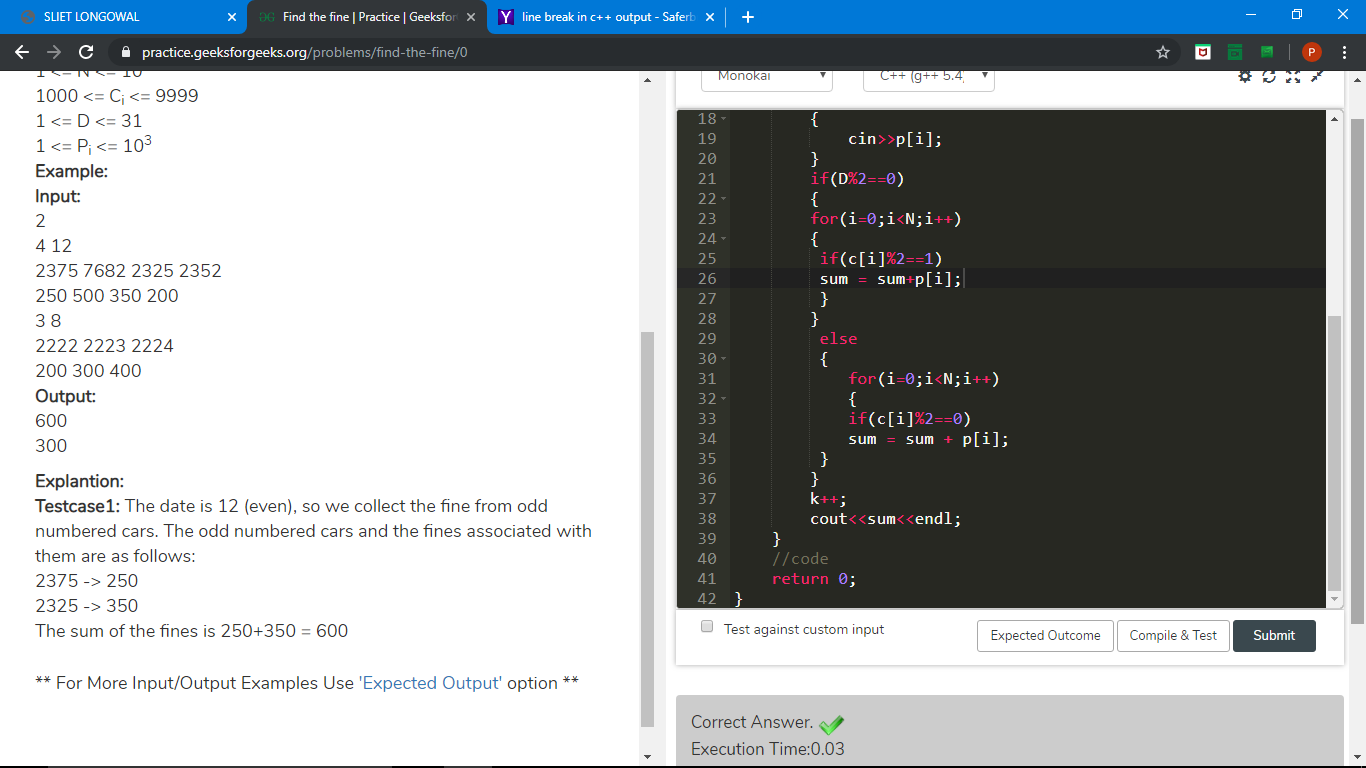 SLIET LONGOWAL
Find the fine | Practice | Geeksfor
line break in c++ output - Saferb
practice.geeksforgeeks.org/problems/find-the-fine/0
P
1 <= N <= 10
1000 <= Ci <= 9999
1 <= D <= 31
1 <= Pi <= 10³
Example:
Input:
2
4 12
2375 7682 2325 2352
250 500 350 200
3 8
2222 2223 2224
200 300 400
Output:
600
300
Explantion:
Testcase1: The date is 12 (even), so we collect the fine from odd
numbered cars. The odd numbered cars and the fines associated with
them are as follows:
2375 -> 250
2325 -> 350
The sum of the fines is 250+350 = 600
** For More Input/Output Examples Use 'Expected Output' option **
Monokai
C++ (g++ 5.4
18 {
19 cin>>p[i];
20 }
21 if(D%2==0)
22 {
23 for(i=0;i<N;i++)
24 {
25 if(c[i]%2==1)
26 sum = sum+p[i];
27 }
28 }
29 else
30 {
31 for(i=0;i<N;i++)
32 {
33 if(c[i]%2==0)
34 sum = sum + p[i];
35 }
36 }
37 k++;
38 cout<<sum<<endl;
39 }
40 //code
41 return 0;
42 }
Test against custom input
Expected Outcome
Compile & Test
Submit
Correct Answer.
Execution Time:0.03